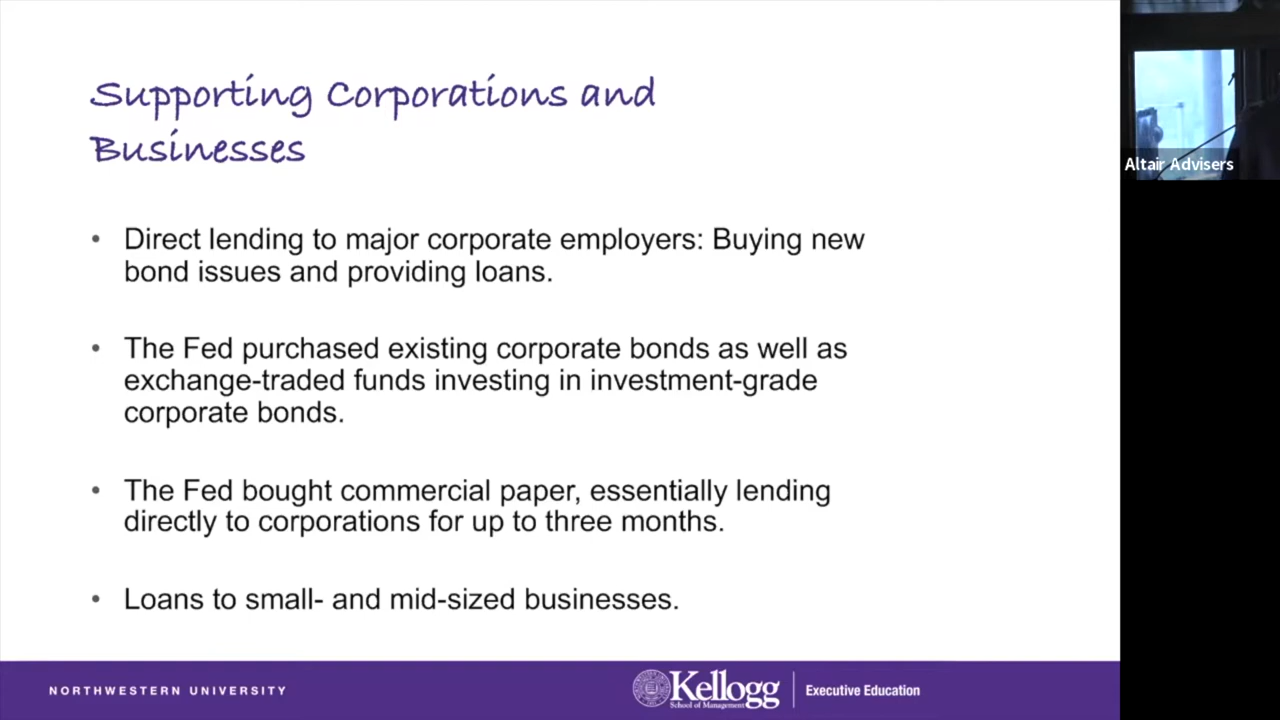 Supporting Corporations and
Businesses
• Direct lending to major corporate employers: Buying new
bond issues and providing loans.
• The Fed purchased existing corporate bonds as well as
exchange-traded funds investing in investment-grade
corporate bonds.
• The Fed bought commercial paper, essentially lending
directly to corporations for up to three months.
• Loans to small- and mid-sized businesses.
NORTHWESTERN UNIVERSITY
Kellogg
School of Management
Executive Education
Altair Advisers